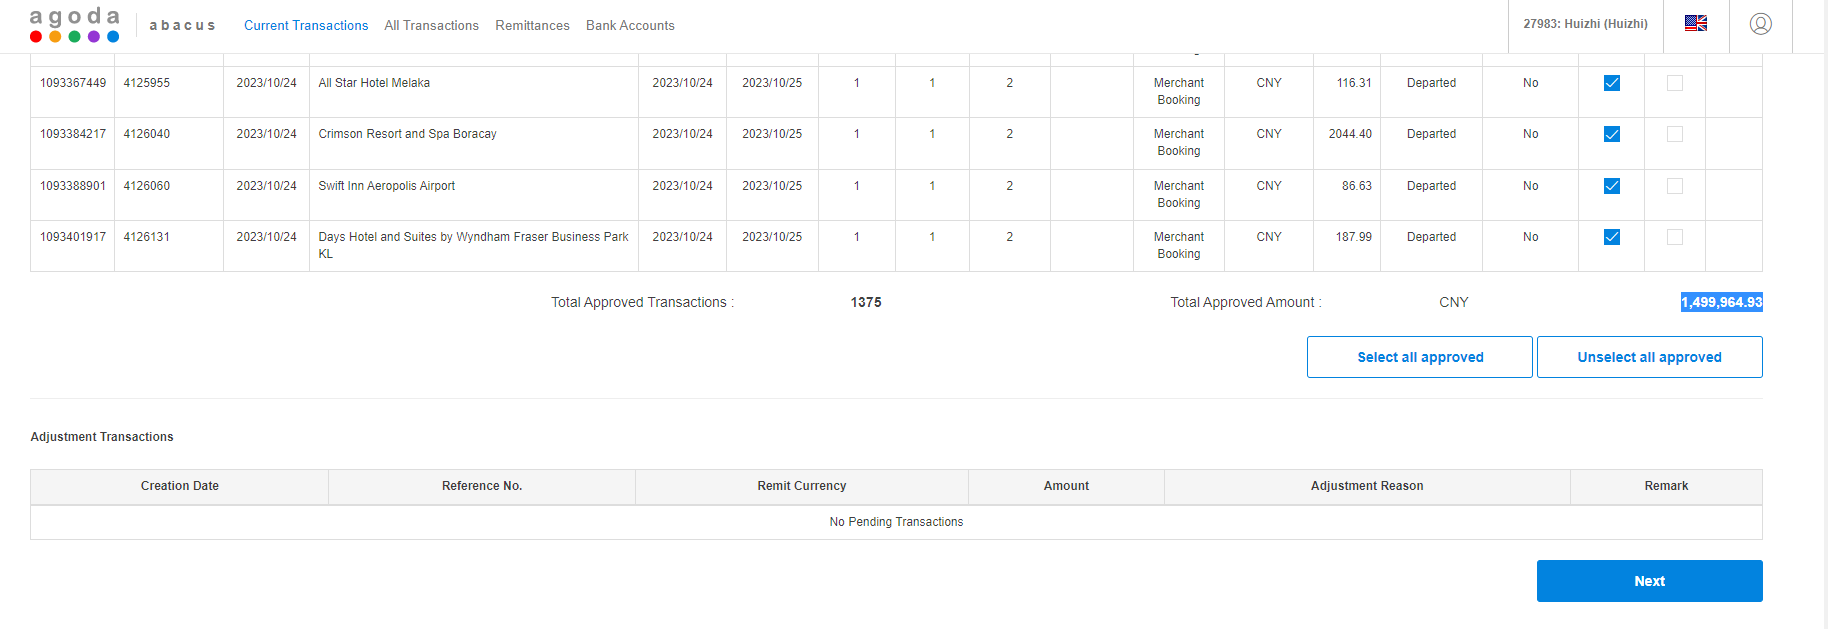 agoda abacus Current Transactions All Transactions Remittances Bank Accounts 27983: Huizhi (Huizhi)
1093367449 4125955 2023/10/24 All Star Hotel Melaka 2023/10/24 2023/10/25 1 1 2 Merchant CNY 116.31 Departed No
Booking
1093384217 4126040 2023/10/24 Crimson Resort and Spa Boracay 2023/10/24 2023/10/25 1 1 2 Merchant CNY 2044.40 Departed No
Booking
1093388901 4126060 2023/10/24 Swift Inn Aeropolis Airport 2023/10/24 2023/10/25 1 1 2 Merchant CNY 86.63 Departed No
Booking
1093401917 4126131 2023/10/24 Days Hotel and Suites by Wyndham Fraser Business Park 2023/10/24 2023/10/25 1 1 2 Merchant CNY 187.99 Departed No
KL Booking
Total Approved Transactions : 1375 Total Approved Amount : CNY 1,499,964.93
Select all approved Unselect all approved
Adjustment Transactions
Creation Date Reference No. Remit Currency Amount Adjustment Reason Remark
No Pending Transactions
Next